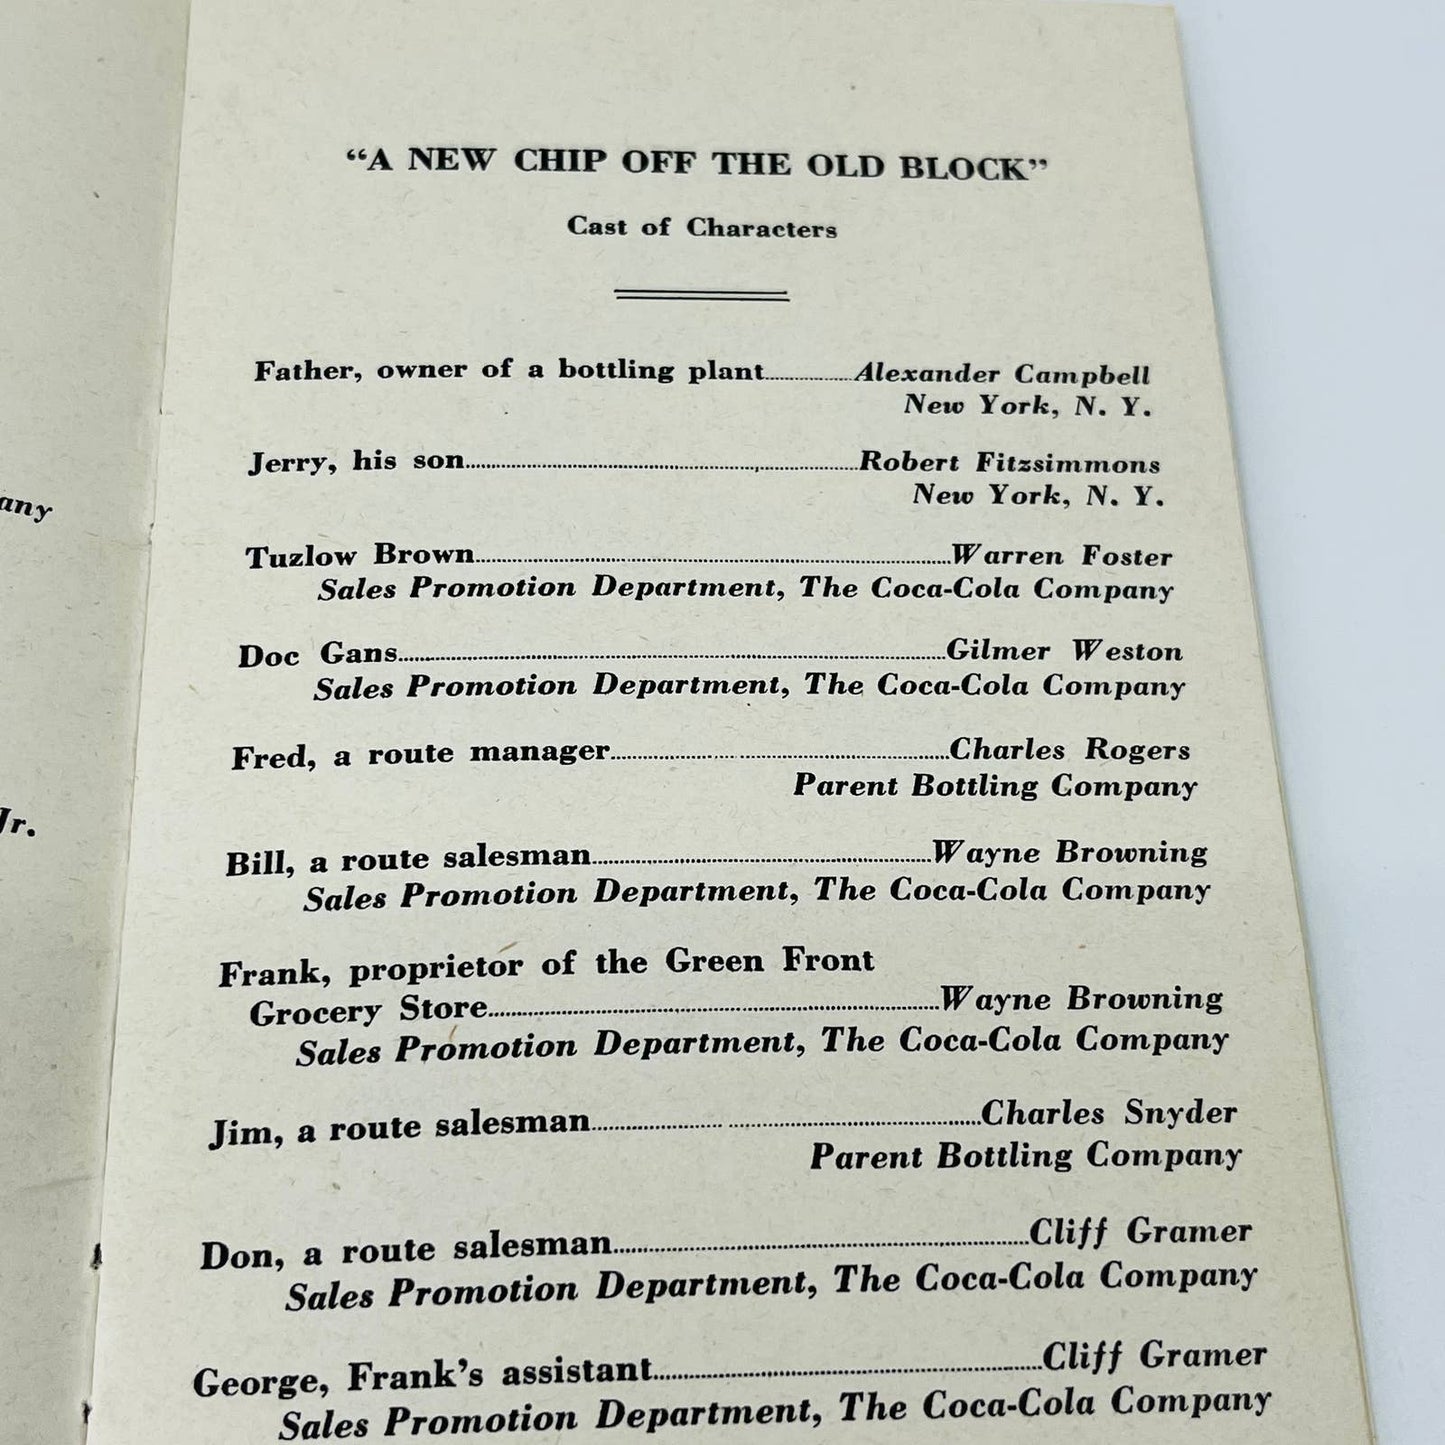 any
Jr.
"A NEW CHIP OFF THE OLD BLOCK"
Cast of Characters
Father, owner of a bottling plant................Alexander Campbell
New York, N. Y.
Jerry, his son................Robert Fitzsimmons
New York, N. Y.
Tuzlow Brown................Warren Foster
Sales Promotion Department, The Coca-Cola Company
Doc Gans................Gilmer Weston
Sales Promotion Department, The Coca-Cola Company
Fred, a route manager................Charles Rogers
Parent Bottling Company
Bill, a route salesman................Wayne Browning
Sales Promotion Department, The Coca-Cola Company
Frank, proprietor of the Green Front
Grocery Store................Wayne Browning
Sales Promotion Department, The Coca-Cola Company
Jim, a route salesman................Charles Snyder
Parent Bottling Company
Don, a route salesman................Cliff Gramer
Sales Promotion Department, The Coca-Cola Company
George, Frank's assistant................Cliff Gramer
Sales Promotion Department, The Coca-Cola Company